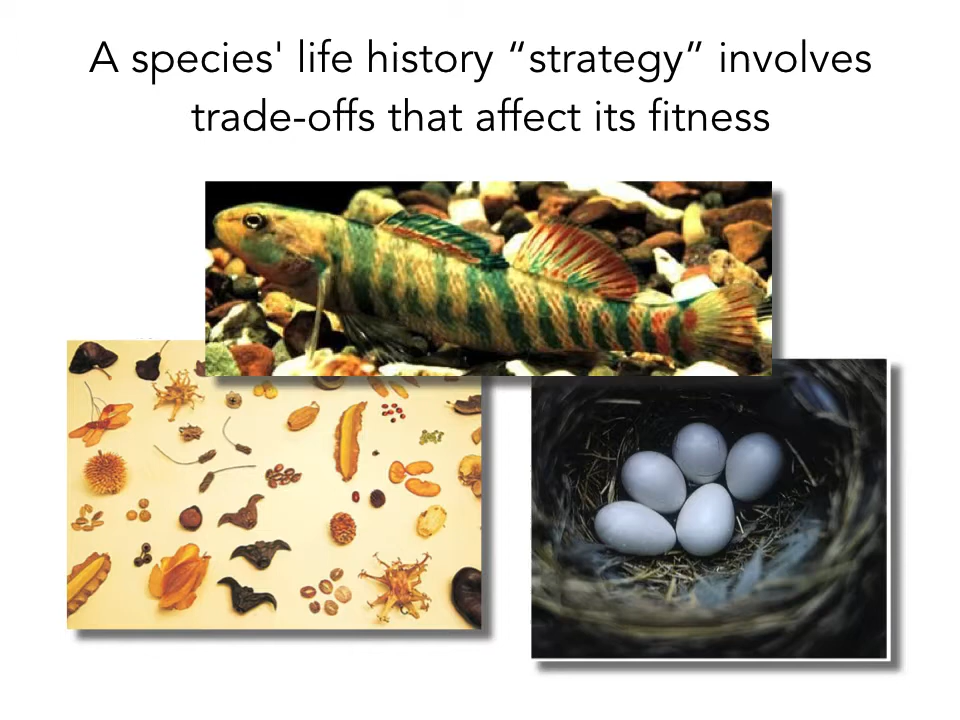 A species' life history “strategy” involves
trade-offs that affect its fitness